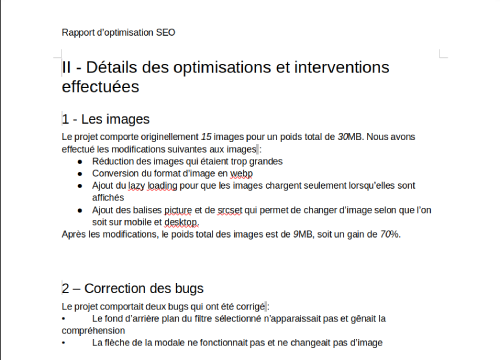 Rapport d'optimisation SEO
II - Détails des optimisations et interventions
effectuées
1 - Les images
Le projet comporte originellement 15 images pour un poids total de 30MB. Nous avons
effectué les modifications suivantes aux images :
● Réduction des images qui étaient trop grandes
● Conversion du format d'image en webp
● Ajout du lazy loading pour que les images chargent seulement lorsqu'elles sont
affichés
● Ajout des balises picture et de srcset qui permet de changer d'image selon que l'on
soit sur mobile et desktop.
Après les modifications, le poids total des images est de 9MB, soit un gain de 70%.
2 – Correction des bugs
Le projet comportait deux bugs qui ont été corrigé :
• Le fond d'arrière plan du filtre sélectionné n'apparaissait pas et gênait la
compréhension
• La flèche de la modale ne fonctionnait pas et ne changeait pas d'image